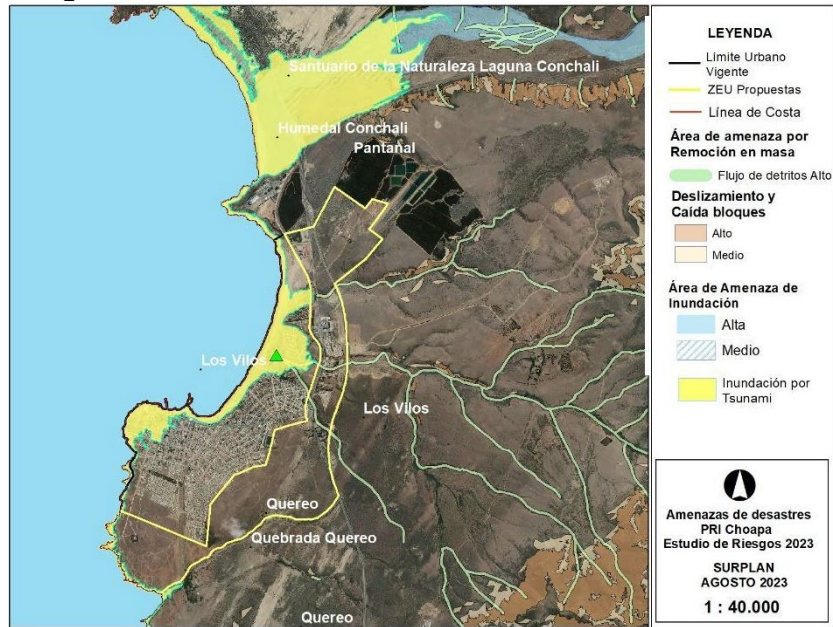 Santuario de la Naturaleza Laguna Conchali
Humedal Conchali
Pantanal
Los Vilos
Los Vilos
Quereo
Quebrada Quereo
Quereo
LEYENDA
Límite Urbano
Vigente
ZEU Propuestas
Línea de Costa
Área de amenaza por
Remoción en masa
Flujo de detritos Alto
Deslizamiento y
Caída bloques
Alto
Medio
Área de Amenaza de
Inundación
Alta
Medio
Inundación por
Tsunami
Amenazas de desastres
PRI Choapa
Estudio de Riesgos 2023
SURPLAN
AGOSTO 2023
1 : 40.000